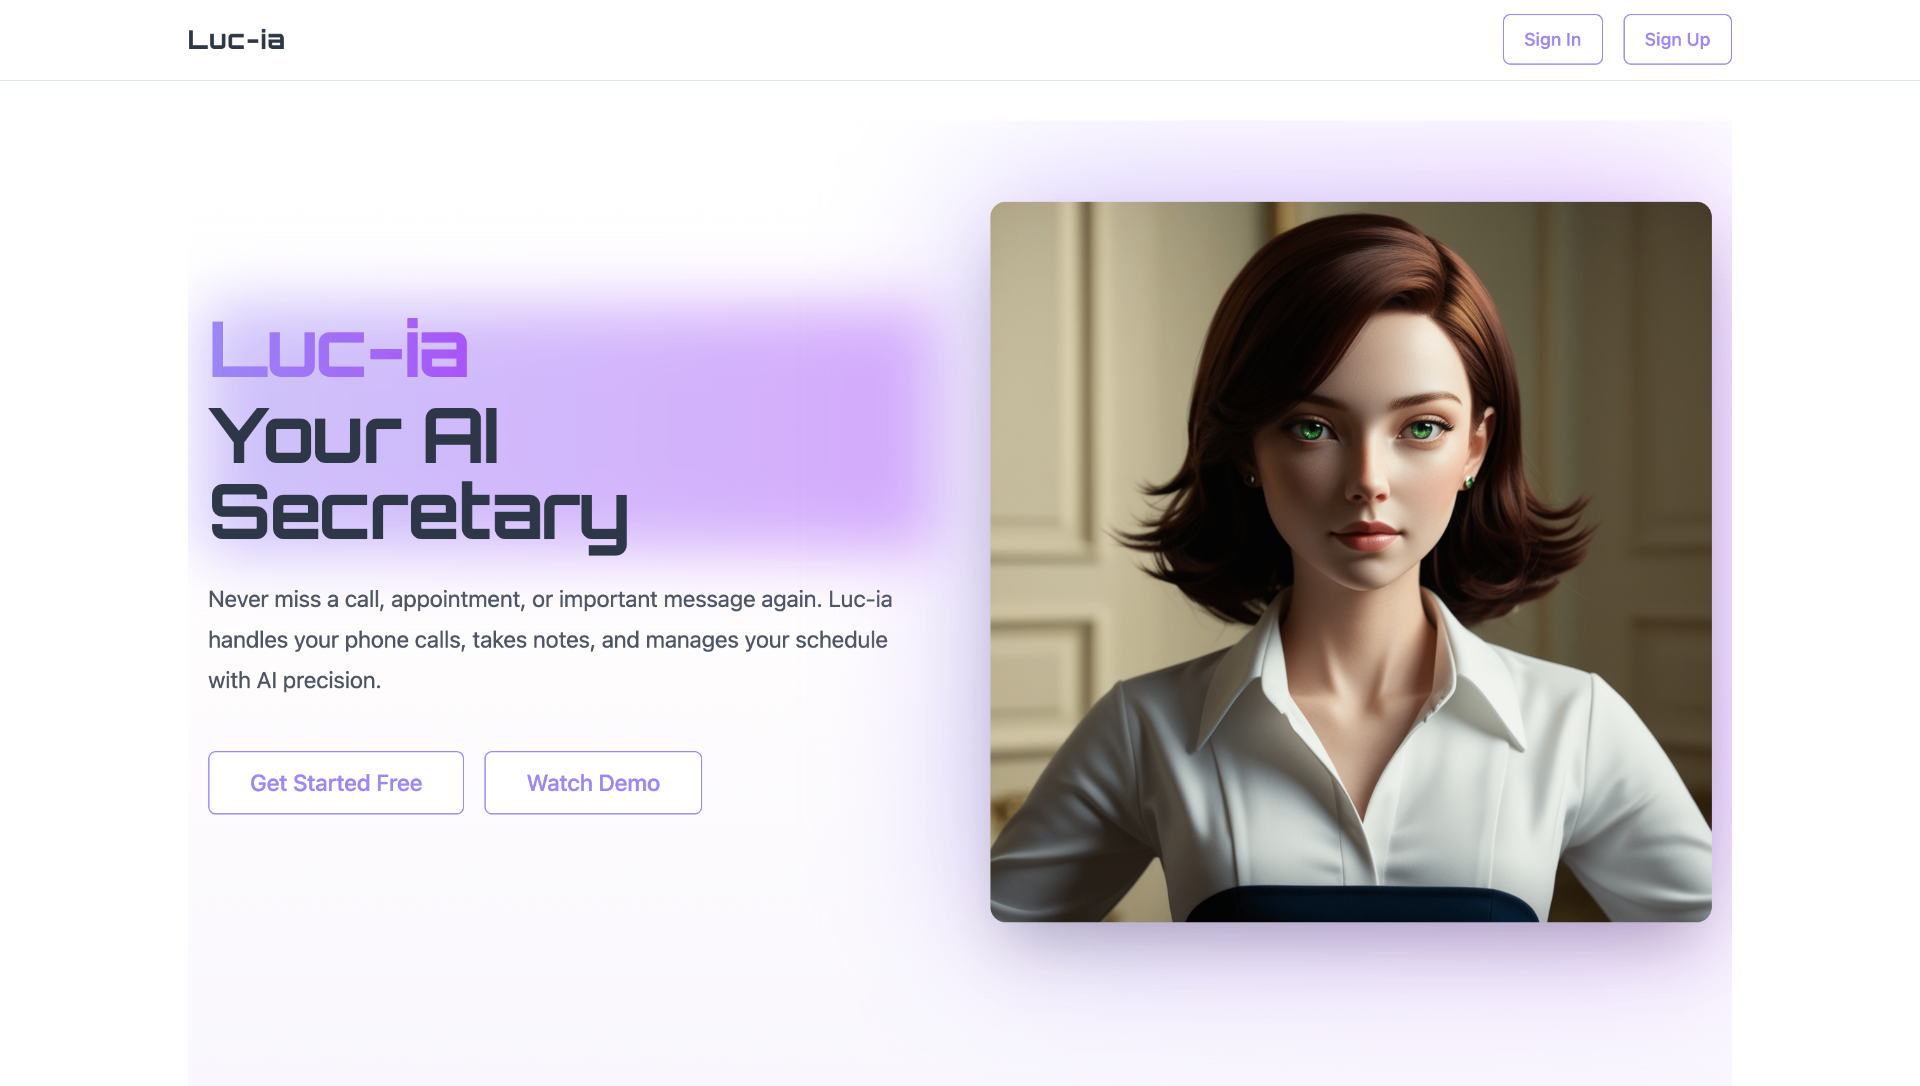 Luc-ia
Sign In
Sign Up
Luc-ia
Your AI
Secretary
Never miss a call, appointment, or important message again. Luc-ia
handles your phone calls, takes notes, and manages your schedule
with AI precision.
Get Started Free
Watch Demo